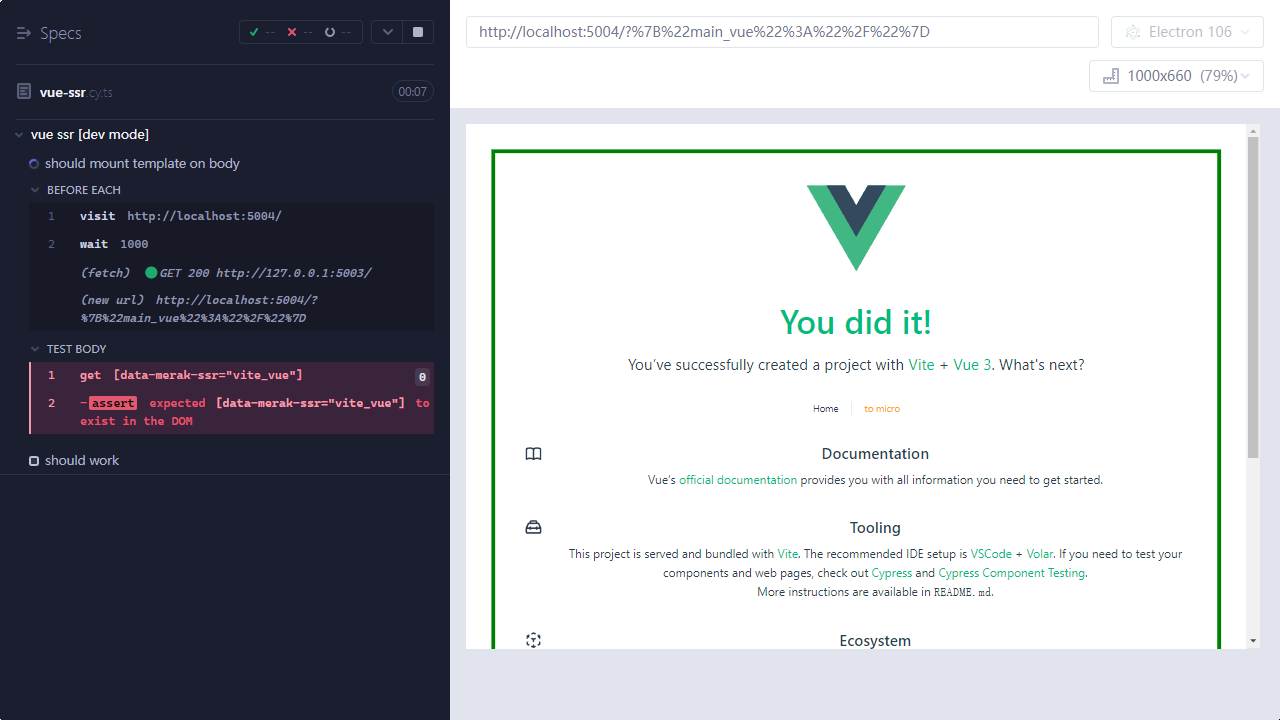 Specs
-- -- --
vue-ssr.cy.ts
00:07
vue ssr [dev mode]
should mount template on body
BEFORE EACH
1 visit http://localhost:5004/
2 wait 1000
(fetch) GET 200 http://127.0.0.1:5003/
(new url) http://localhost:5004/?
%7B%22main_vue%22%3A%22%2F%22%7D
TEST BODY
1 get [data-merak-ssr="vite_vue"] 0
2 -assert expected [data-merak-ssr="vite_vue"] to
exist in the DOM
should work
http://localhost:5004/?%7B%22main_vue%22%3A%22%2F%22%7D
Electron 106
1000x660 (79%)
You did it!
You’ve successfully created a project with Vite + Vue 3. What's next?
Home to micro
Documentation
Vue’s official documentation provides you with all information you need to get started.
Tooling
This project is served and bundled with Vite. The recommended IDE setup is VSCode + Volar. If you need to test your
components and web pages, check out Cypress and Cypress Component Testing.
More instructions are available in README.md.
Ecosystem